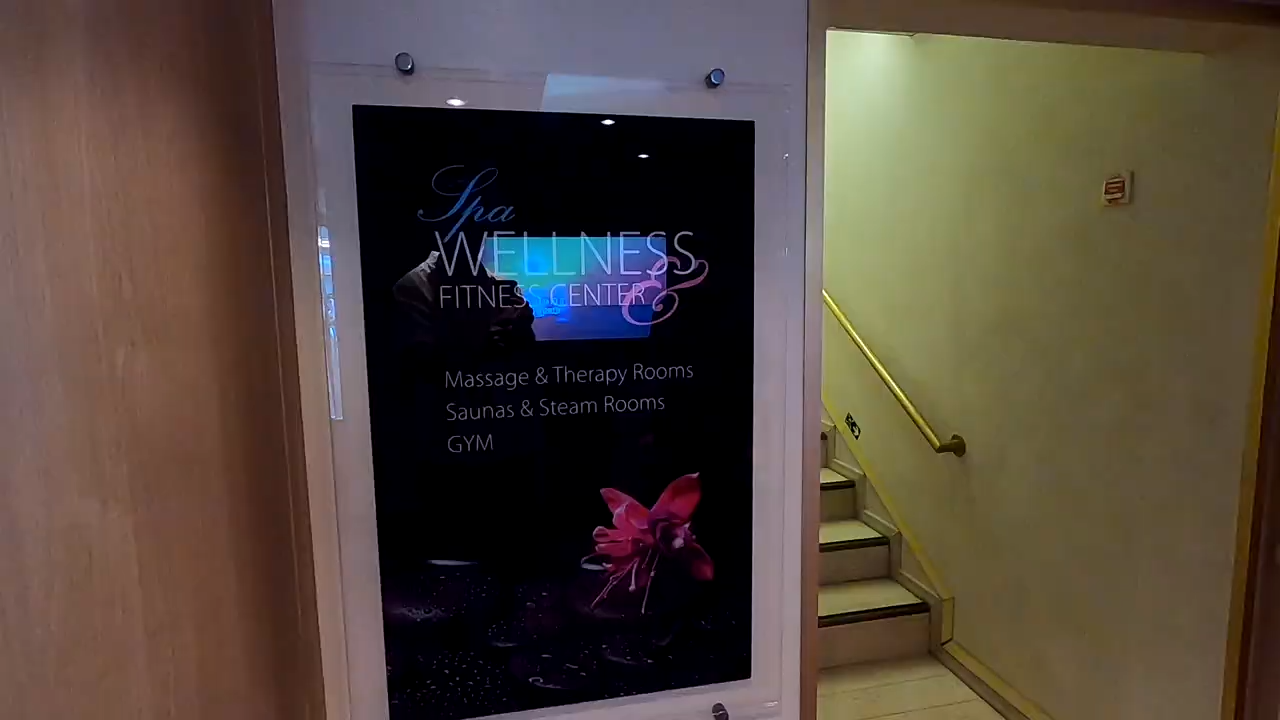 Spa
WELLNESS &
FITNESS CENTER
Massage & Therapy Rooms
Saunas & Steam Rooms
GYM